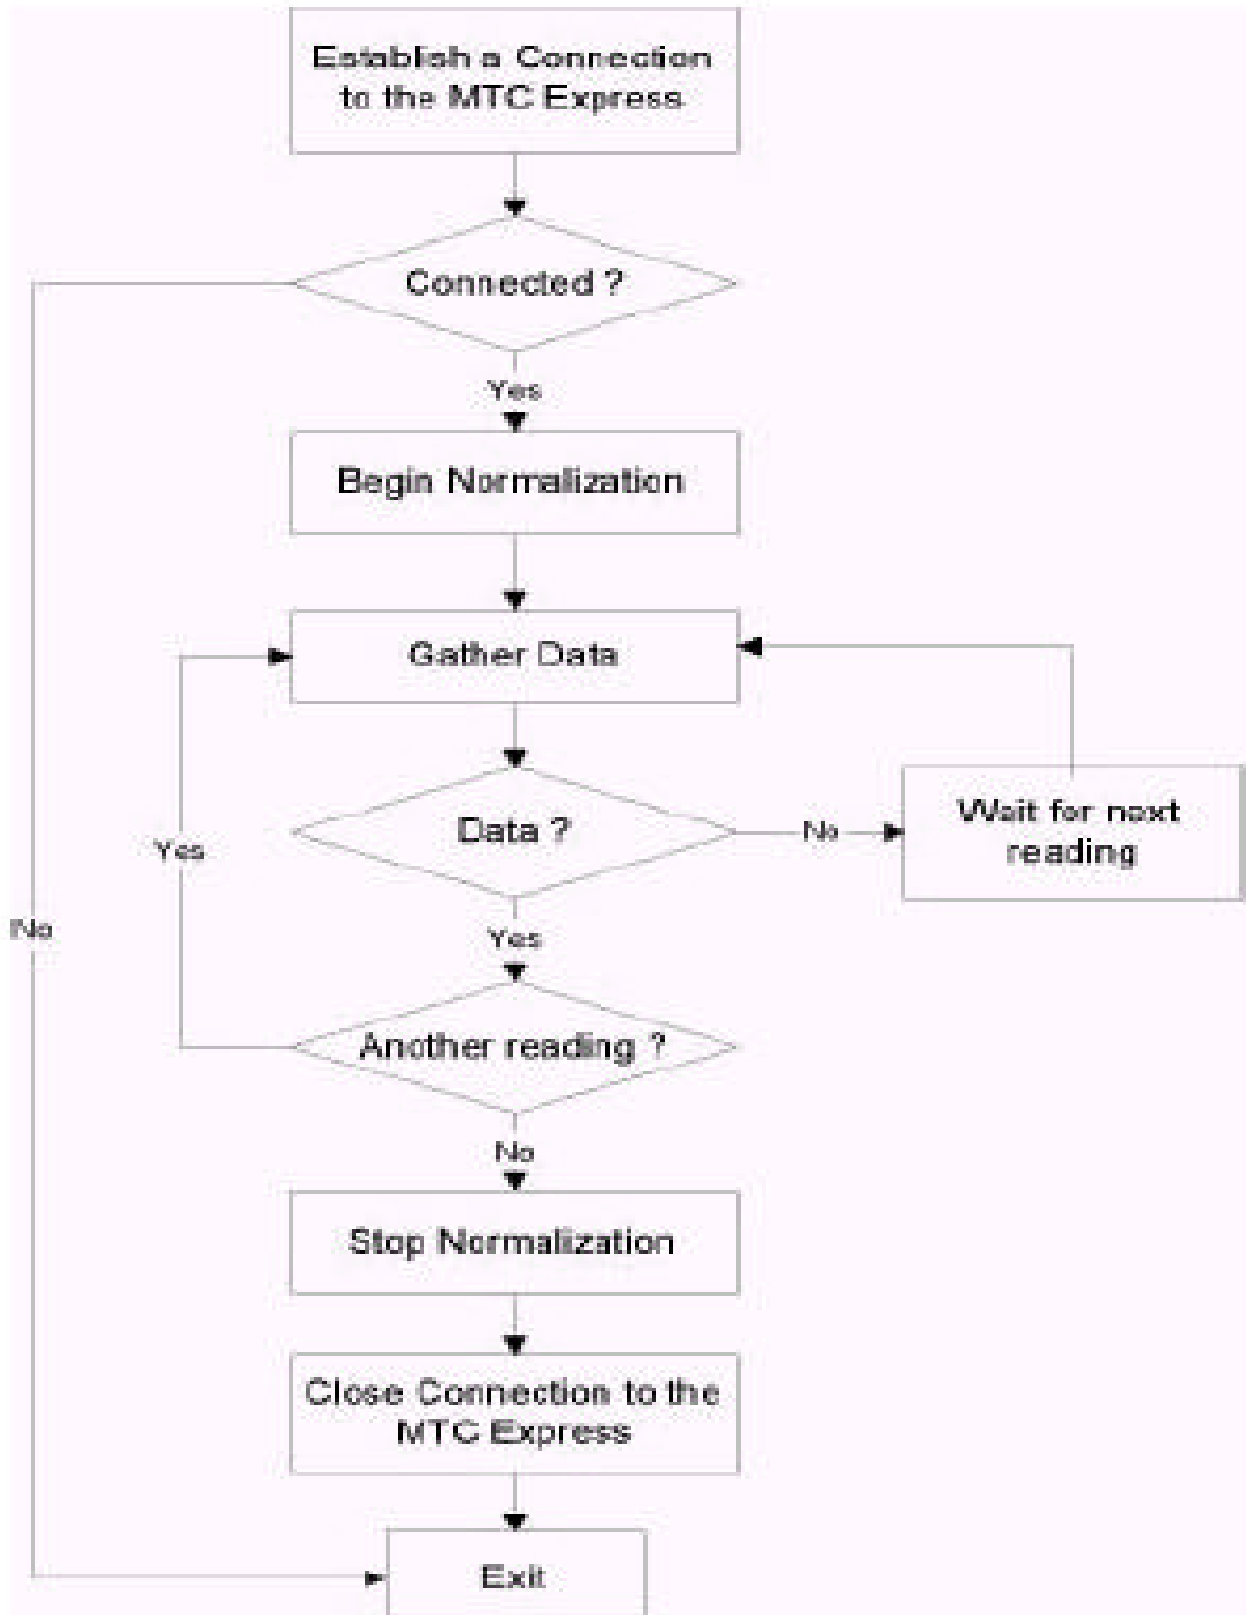 Establish a Connection
to the MTC Express
Connected ?
Yes
Begin Normalization
Gather Data
Data ?
No
Wait for next
reading
Yes
No
Yes
Another reading ?
No
Stop Normalization
Close Connection to the
MTC Express
Exit